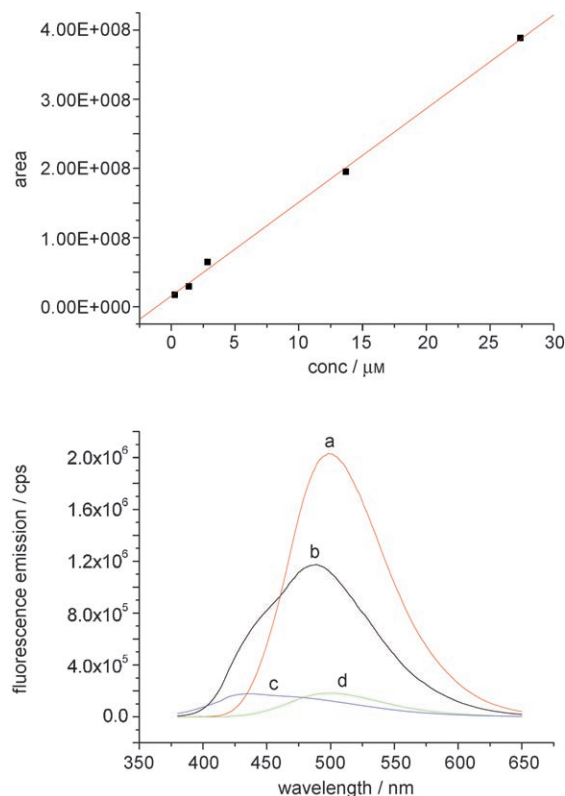 4.00E+008
3.00E+008
2.00E+008
1.00E+008
0.00E+000
area
0 5 10 15 20 25 30
conc / μM
2.0x10⁶
1.6x10⁶
1.2x10⁶
8.0x10⁵
4.0x10⁵
0.0
fluorescence emission / cps
a
b
c d
350 400 450 500 550 600 650
wavelength / nm